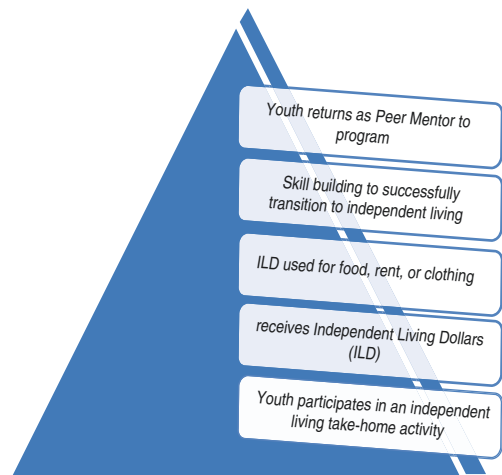 Youth returns as Peer Mentor to
program
Skill building to successfully
transition to independent living
ILD used for food, rent, or clothing
receives Independent Living Dollars
(ILD)
Youth participates in an independent
living take-home activity